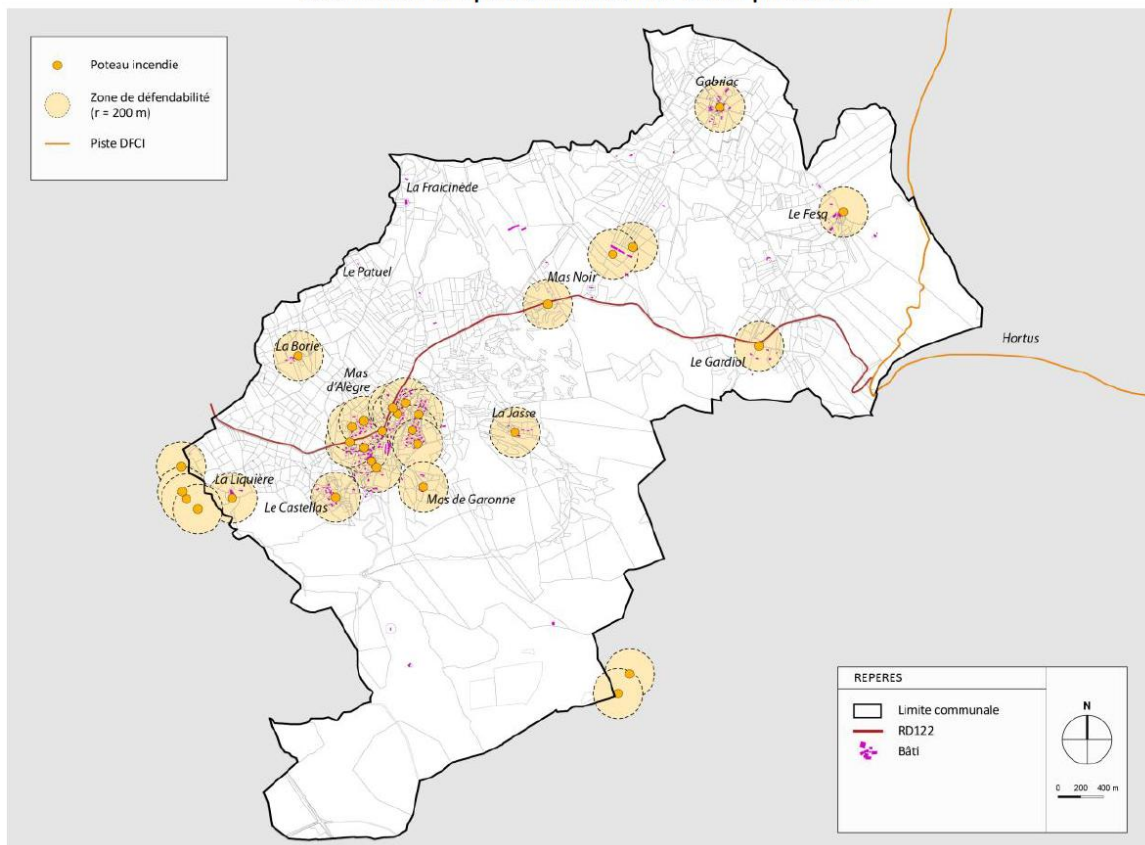 Poteau incendie
Zone de défendabilité
(r = 200 m)
Piste DFCI
Gabriac
La Fraicinède
Le Fesq
Le Patuel
Mas Noir
La Borie
Hortus
Le Gardiol
Mas
d'Alègre
La Jasse
La Liquière
Le Castellas
Mas de Garonne
REPERES
Limite communale
RD122
Bâti
N
0 200 400 m